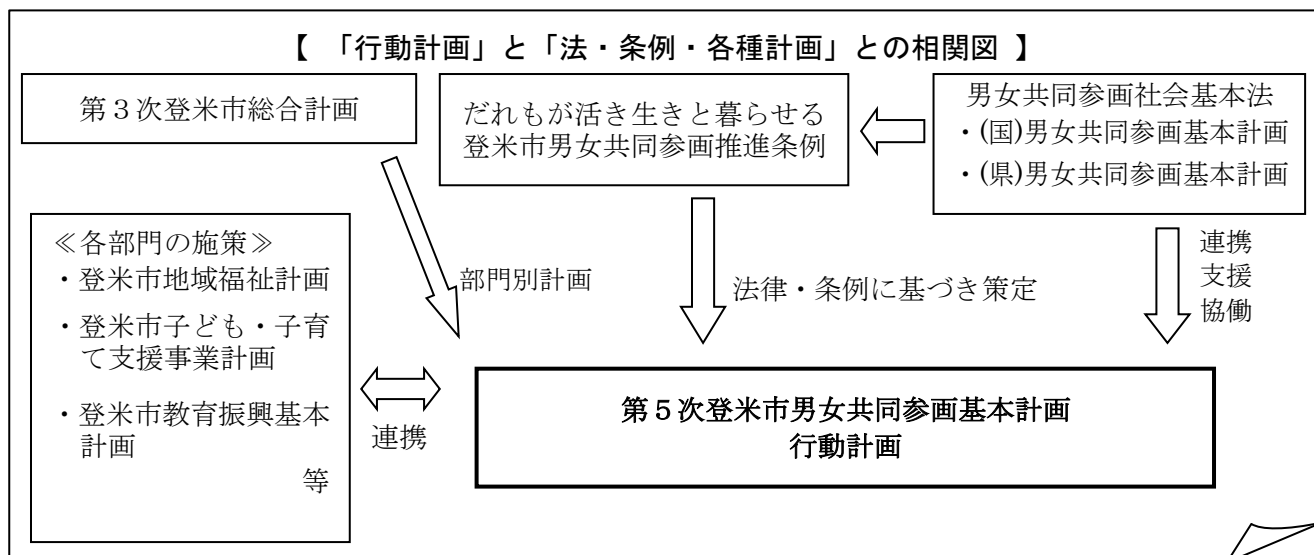 【 「行動計画」と「法・条例・各種計画」との相関図 】
第３次登米市総合計画
だれもが活き生きと暮らせる
登米市男女共同参画推進条例
男女共同参画社会基本法
・(国)男女共同参画基本計画
・(県)男女共同参画基本計画
≪各部門の施策≫
・登米市地域福祉計画
・登米市子ども・子育
て支援事業計画
・登米市教育振興基本
計画
等
部門別計画
法律・条例に基づき策定
連携
支援
協働
連携
第５次登米市男女共同参画基本計画
行動計画